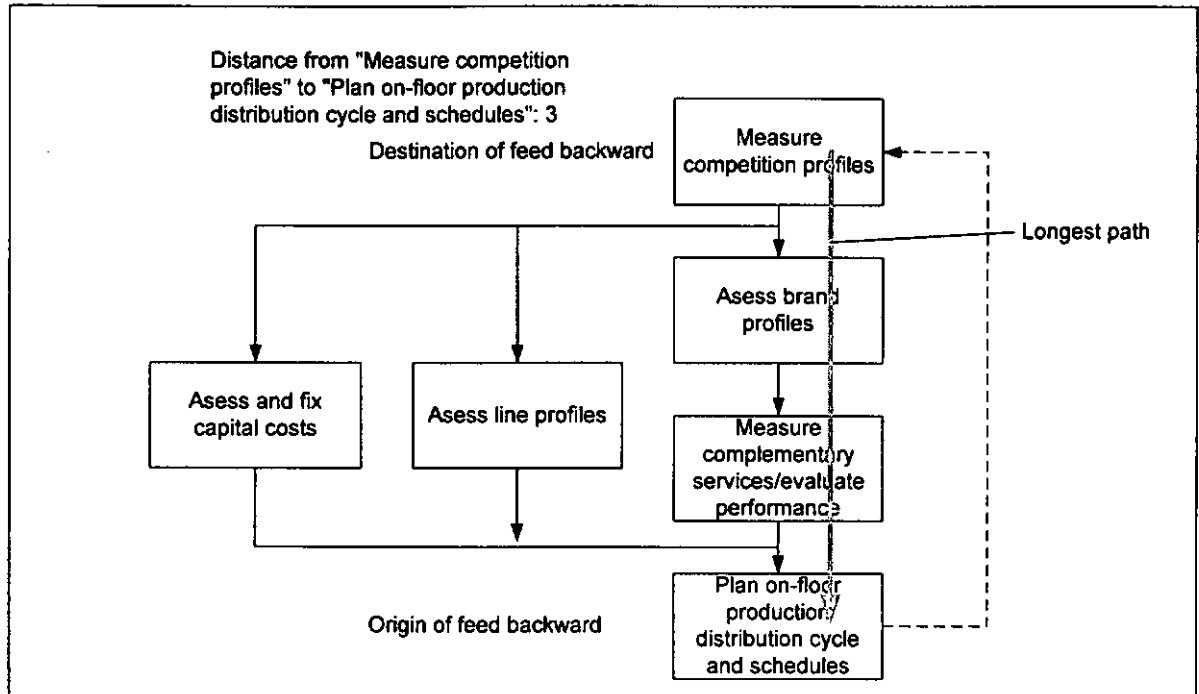 Distance from "Measure competition
profiles" to "Plan on-floor production
distribution cycle and schedules": 3
Destination of feed backward
Measure
competition profiles
Longest path
Asess brand
profiles
Asess and fix
capital costs
Asess line profiles
Measure
complementary
services/evaluate
performance
Origin of feed backward
Plan on-floor
production
distribution cycle
and schedules